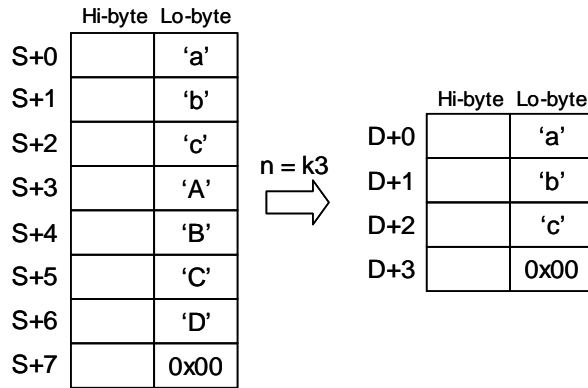 Hi-byte Lo-byte
S+0 ‘a’
S+1 ‘b’
S+2 ‘c’
S+3 ‘A’
S+4 ‘B’
S+5 ‘C’
S+6 ‘D’
S+7 0x00
n = k3
Hi-byte Lo-byte
D+0 ‘a’
D+1 ‘b’
D+2 ‘c’
D+3 0x00